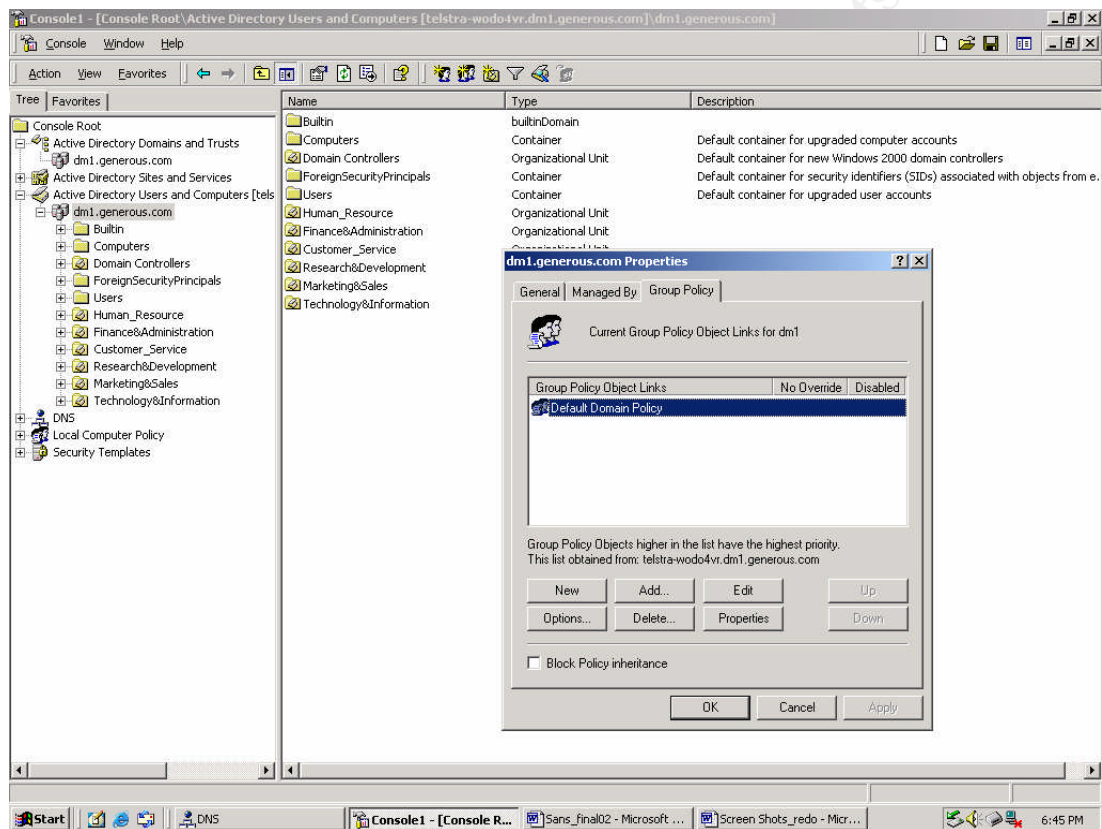 Console1 - [Console Root\Active Directory Users and Computers [telstra-wodo4vr.dm1.generous.com]\dm1.generous.com]
Console Window Help
Action View Favorites
Tree Favorites
Console Root
Active Directory Domains and Trusts
dm1.generous.com
Active Directory Sites and Services
Active Directory Users and Computers [tels
dm1.generous.com
Builtin
Computers
Domain Controllers
ForeignSecurityPrincipals
Users
Human_Resource
Finance&Administration
Customer_Service
Research&Development
Marketing&Sales
Technology&Information
DNS
Local Computer Policy
Security Templates
Name Type Description
Builtin builtinDomain
Computers Container Default container for upgraded computer accounts
Domain Controllers Organizational Unit Default container for new Windows 2000 domain controllers
ForeignSecurityPrincipals Container Default container for security identifiers (SIDs) associated with objects from e.
Users Container Default container for upgraded user accounts
Human_Resource Organizational Unit
Finance&Administration Organizational Unit
Customer_Service
Research&Development
Marketing&Sales
Technology&Information
dm1.generous.com Properties
General Managed By Group Policy
Current Group Policy Object Links for dm1
Group Policy Object Links No Override Disabled
Default Domain Policy
Group Policy Objects higher in the list have the highest priority.
This list obtained from: telstra-wodo4vr.dm1.generous.com
New Add... Edit Up
Options... Delete... Properties Down
Block Policy inheritance
OK Cancel Apply
Start DNS Console1 - [Console R... Sans_final02 - Microsoft ... Screen Shots_redo - Micr... 6:45 PM